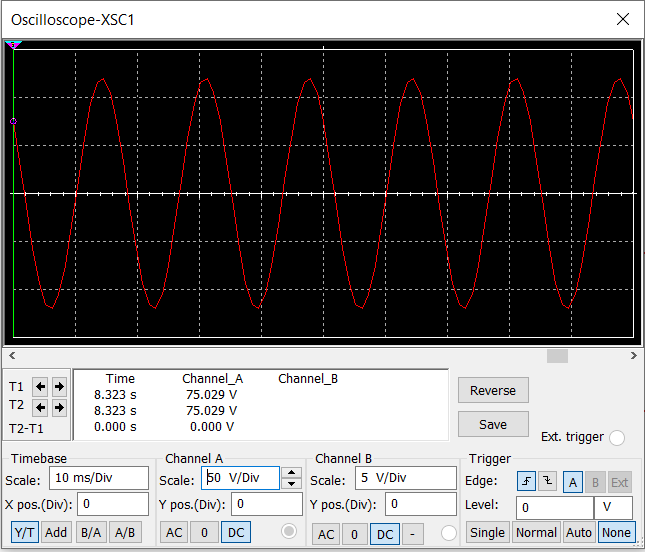 Oscilloscope-XSC1
T1
T2
T2-T1
Time Channel_A Channel_B
8.323 s 75.029 V
8.323 s 75.029 V
0.000 s 0.000 V
Reverse
Save
Ext. trigger
Timebase
Scale: 10 ms/Div
X pos.(Div): 0
Y/T Add B/A A/B
Channel A
Scale: 50 V/Div
Y pos.(Div): 0
AC 0 DC
Channel B
Scale: 5 V/Div
Y pos.(Div): 0
AC 0 DC -
Trigger
Edge: A B Ext
Level: 0 V
Single Normal Auto None